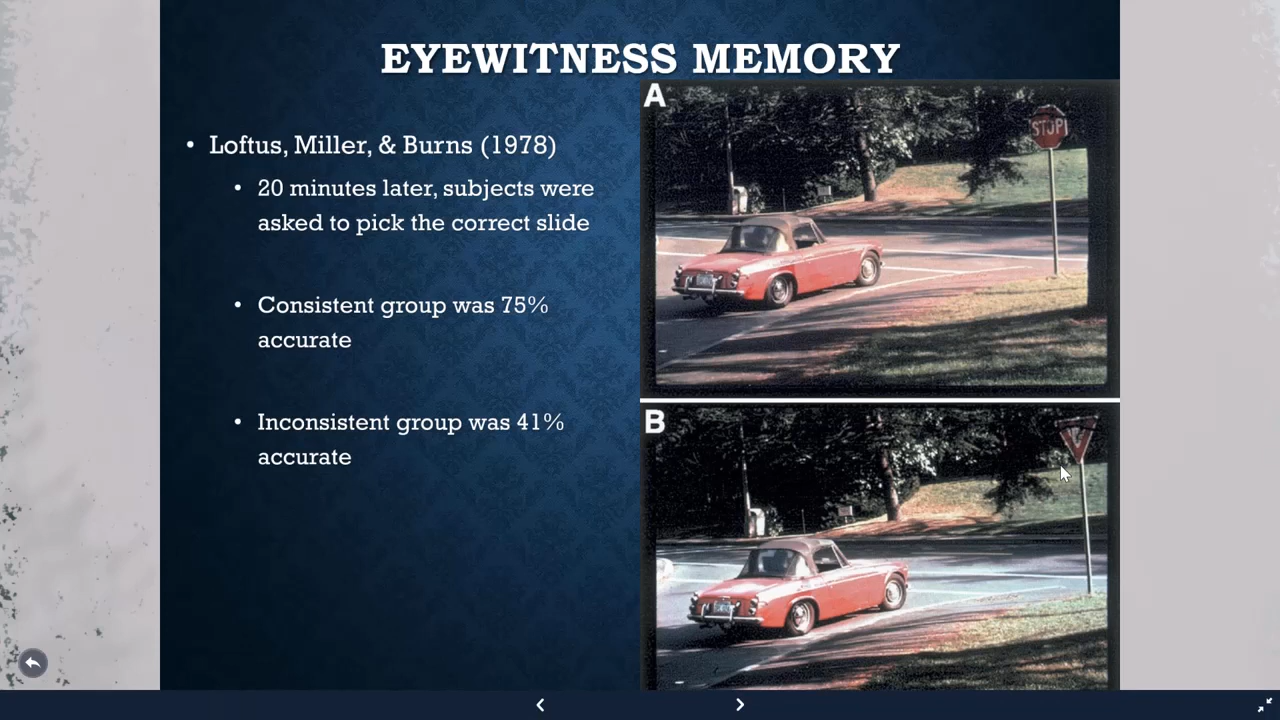 EYEWITNESS MEMORY
• Loftus, Miller, & Burns (1978)
• 20 minutes later, subjects were
asked to pick the correct slide
• Consistent group was 75%
accurate
• Inconsistent group was 41%
accurate
A
STOP
B